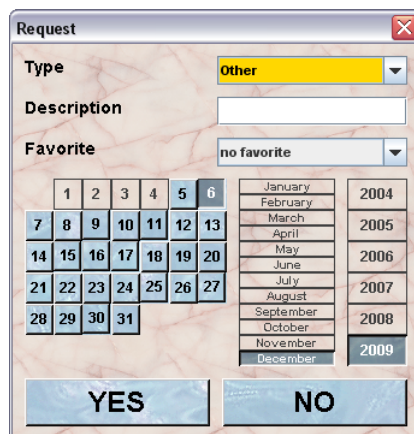 Request
Type Other
Description
Favorite no favorite
1 2 3 4 5 6
7 8 9 10 11 12 13
14 15 16 17 18 19 20
21 22 23 24 25 26 27
28 29 30 31
January
February
March
April
May
June
July
August
September
October
November
December
2004
2005
2006
2007
2008
2009
YES NO